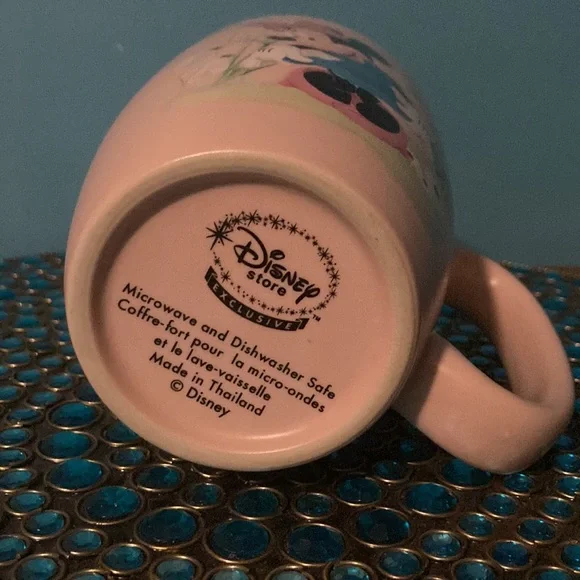 Disney
store
EXCLUSIVE
TM
Microwave and Dishwasher Safe
Coffre-fort pour la micro-ondes
et le lave-vaisselle
Made in Thailand
© Disney